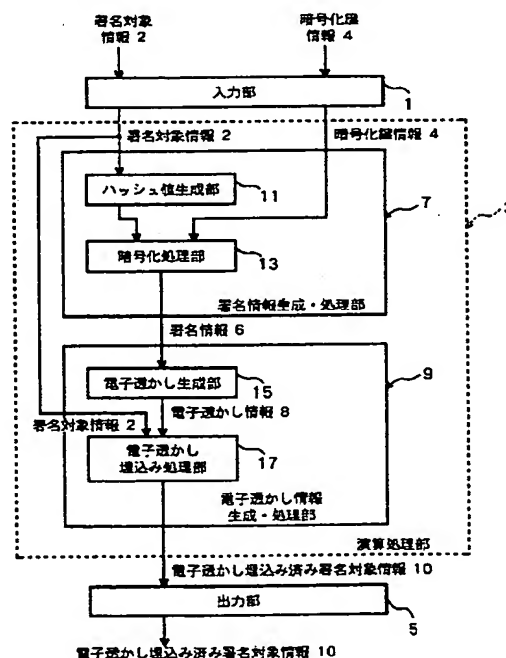 署名対象
情報 2
暗号化鍵
情報 4
入力部
1
署名対象情報 2
暗号化鍵情報 4
ハッシュ値生成部
11
7
暗号化処理部
13
署名情報生成・処理部
署名情報 6
電子透かし生成部
15
9
電子透かし情報 8
署名対象情報 2
電子透かし
埋込み処理部
17
電子透かし情報
生成・処理部
演算処理部
電子透かし埋込み済み署名対象情報 10
出力部
5
電子透かし埋込み済み署名対象情報 10